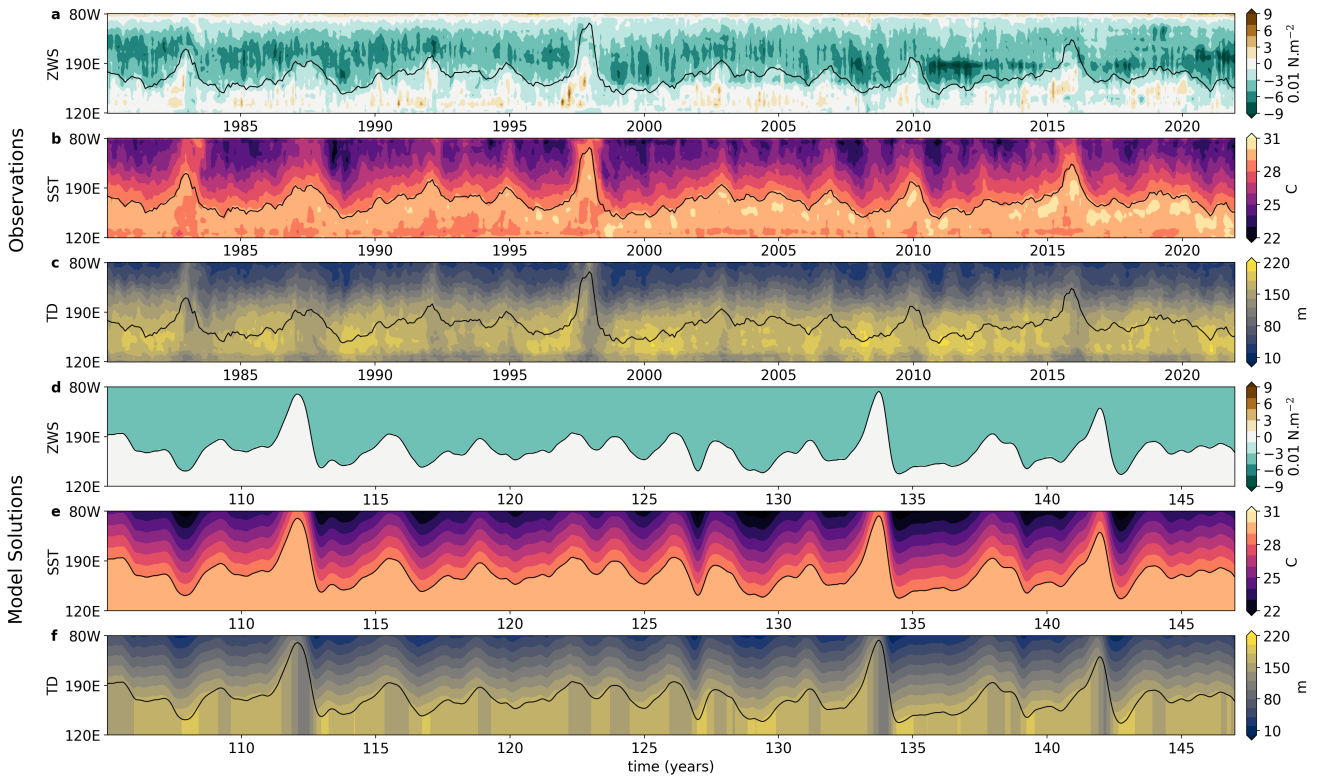 Observations
Model Solutions
a
ZWS
80W
190E
120E
1985 1990 1995 2000 2005 2010 2015 2020
9
6
3
0
−3
−6
−9
0.01 N.m⁻²
b
SST
80W
190E
120E
1985 1990 1995 2000 2005 2010 2015 2020
31
28
25
22
C
c
TD
80W
190E
120E
1985 1990 1995 2000 2005 2010 2015 2020
220
150
80
10
m
d
ZWS
80W
190E
120E
110 115 120 125 130 135 140 145
9
6
3
0
−3
−6
−9
0.01 N.m⁻²
e
SST
80W
190E
120E
110 115 120 125 130 135 140 145
31
28
25
22
C
f
TD
80W
190E
120E
110 115 120 125 130 135 140 145
220
150
80
10
m
time (years)